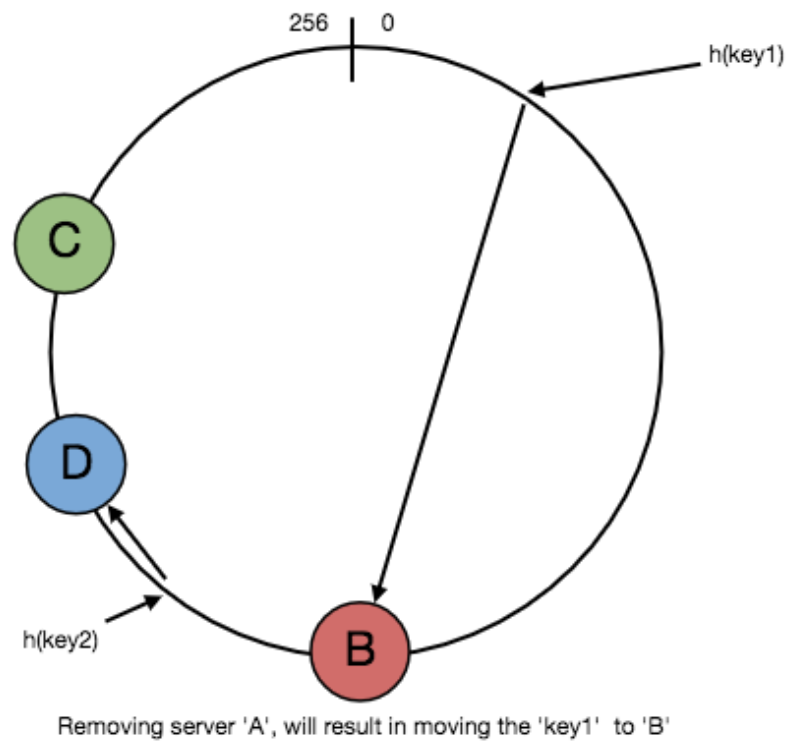 256 0
h(key1)
C
D
B
h(key2)
Removing server 'A', will result in moving the 'key1' to 'B'